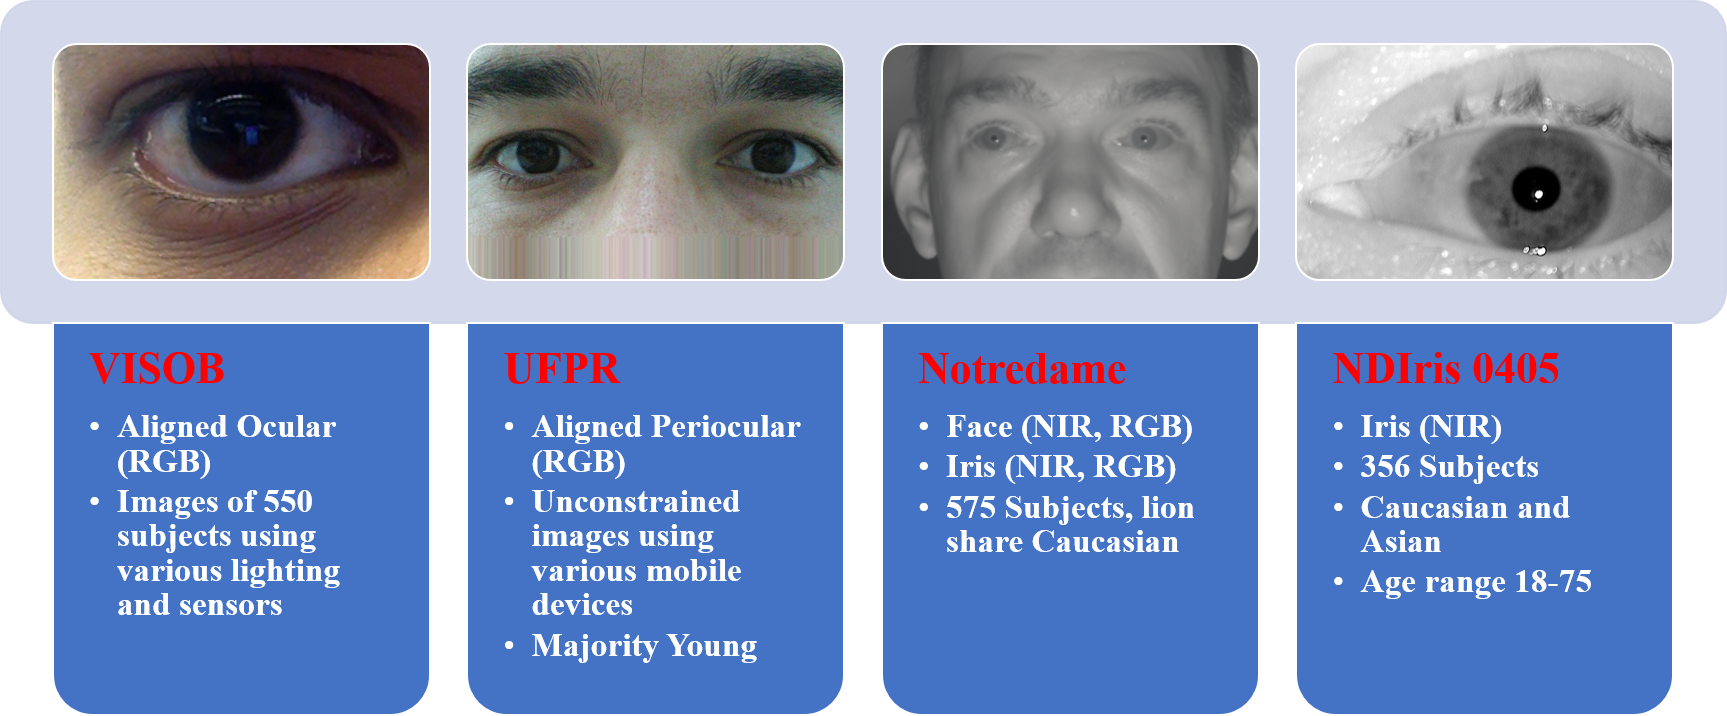 VISOB
• Aligned Ocular
(RGB)
• Images of 550
subjects using
various lighting
and sensors
UFPR
• Aligned Periocular
(RGB)
• Unconstrained
images using
various mobile
devices
• Majority Young
Notredame
• Face (NIR, RGB)
• Iris (NIR, RGB)
• 575 Subjects, lion
share Caucasian
NDIris 0405
• Iris (NIR)
• 356 Subjects
• Caucasian and
Asian
• Age range 18-75